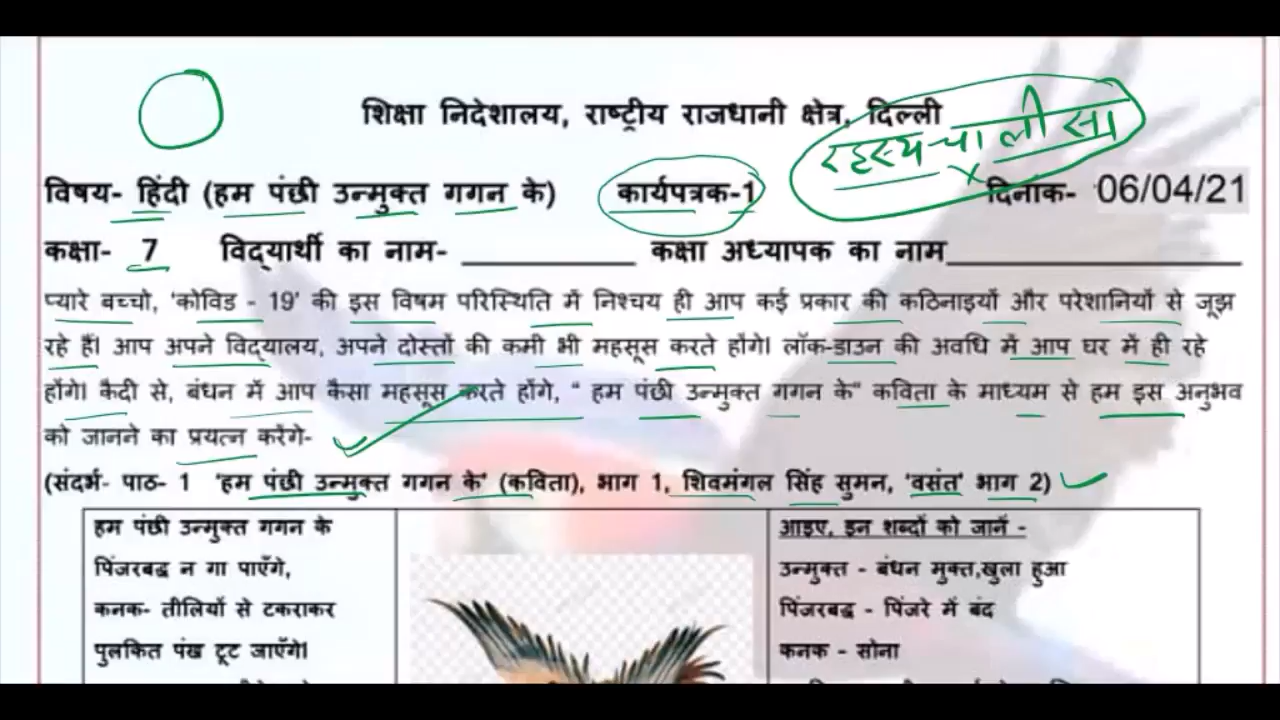 शिक्षा निदेशालय, राष्ट्रीय राजधानी क्षेत्र, दिल्ली
रहस्य चालीसा
विषय- हिंदी (हम पंछी उन्मुक्त गगन के) कार्यपत्रक-1 दिनांक- 06/04/21
कक्षा- 7 विद्यार्थी का नाम- __________ कक्षा अध्यापक का नाम__________________
प्यारे बच्चो, 'कोविड - 19' की इस विषम परिस्थिति में निश्चय ही आप कई प्रकार की कठिनाइयों और परेशानियों से जूझ
रहे हैं। आप अपने विद्यालय, अपने दोस्तों की कमी भी महसूस करते होंगे। लॉक-डाउन की अवधि में आप घर में ही रहे
होंगे। कैदी से, बंधन में आप कैसा महसूस करते होंगे, " हम पंछी उन्मुक्त गगन के" कविता के माध्यम से हम इस अनुभव
को जानने का प्रयत्न करेंगे-
(संदर्भ- पाठ- 1 'हम पंछी उन्मुक्त गगन के' (कविता), भाग 1, शिवमंगल सिंह सुमन, 'वसंत' भाग 2)
हम पंछी उन्मुक्त गगन के
पिंजरबद्ध न गा पाएँगे,
कनक- तीलियों से टकराकर
पुलकित पंख टूट जाएँगे।
आइए, इन शब्दों को जानें -
उन्मुक्त - बंधन मुक्त,खुला हुआ
पिंजरबद्ध - पिंजरे में बंद
कनक - सोना